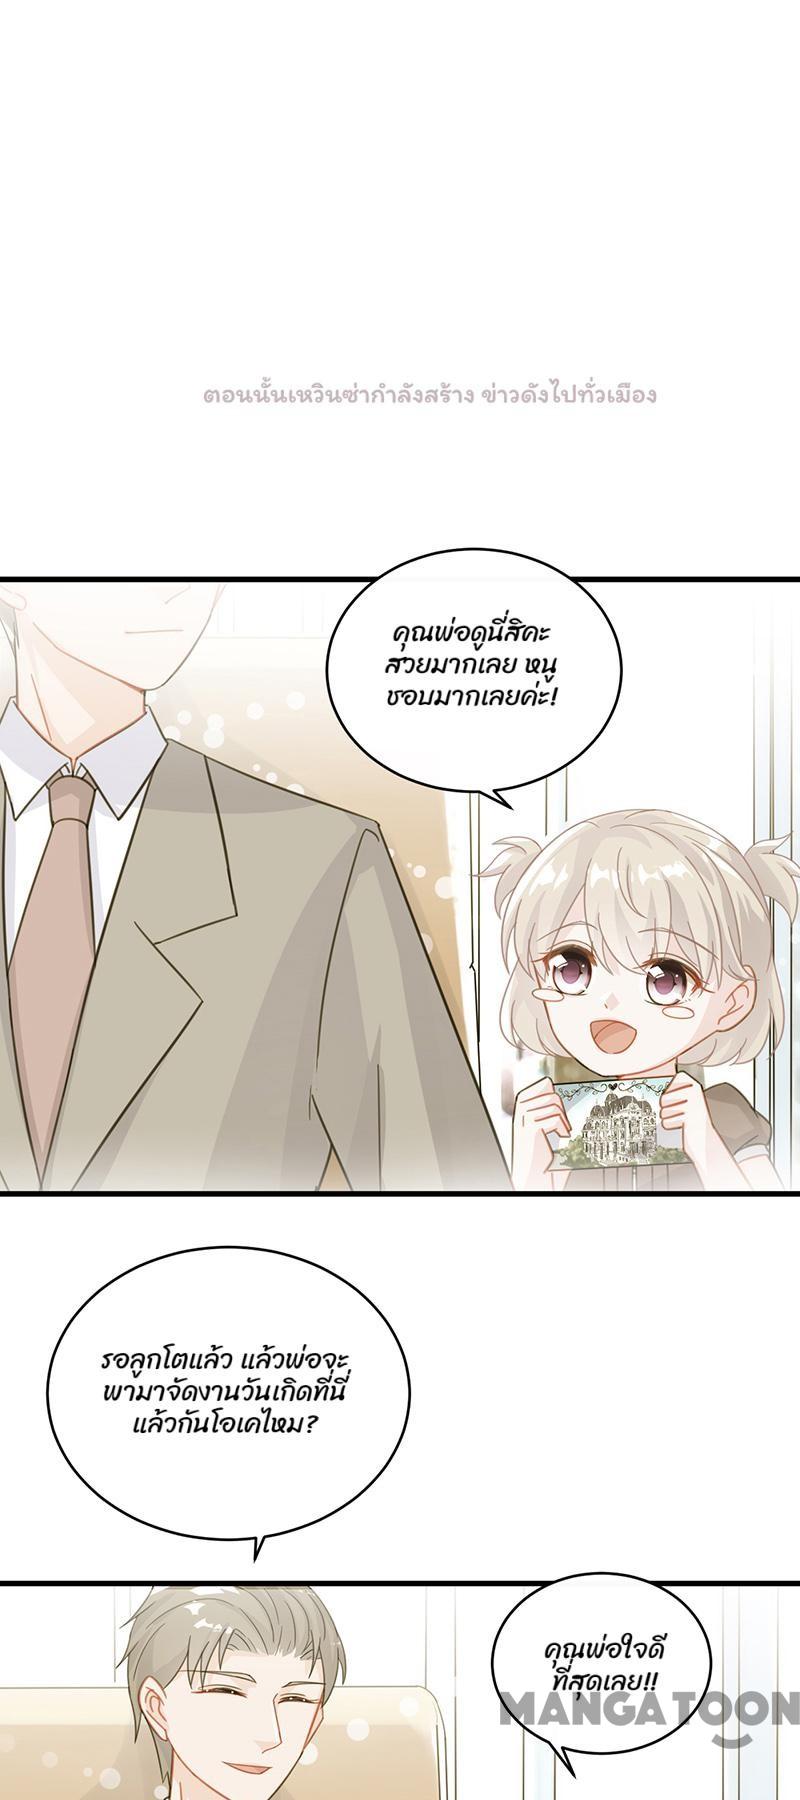 ตอนนั้นเหวินซ่ากำลังสร้าง ข่าวดังไปทั่วเมือง
คุณพ่อดูนี่สิคะ
สวยมากเลย หนู
ชอบมากเลยค่ะ!
รอลูกโตแล้ว แล้วพ่อจะ
พามาจัดงานวันเกิดที่นี่
แล้วกันโอเคไหม?
คุณพ่อใจดี
ที่สุดเลย!!
MANGATOON